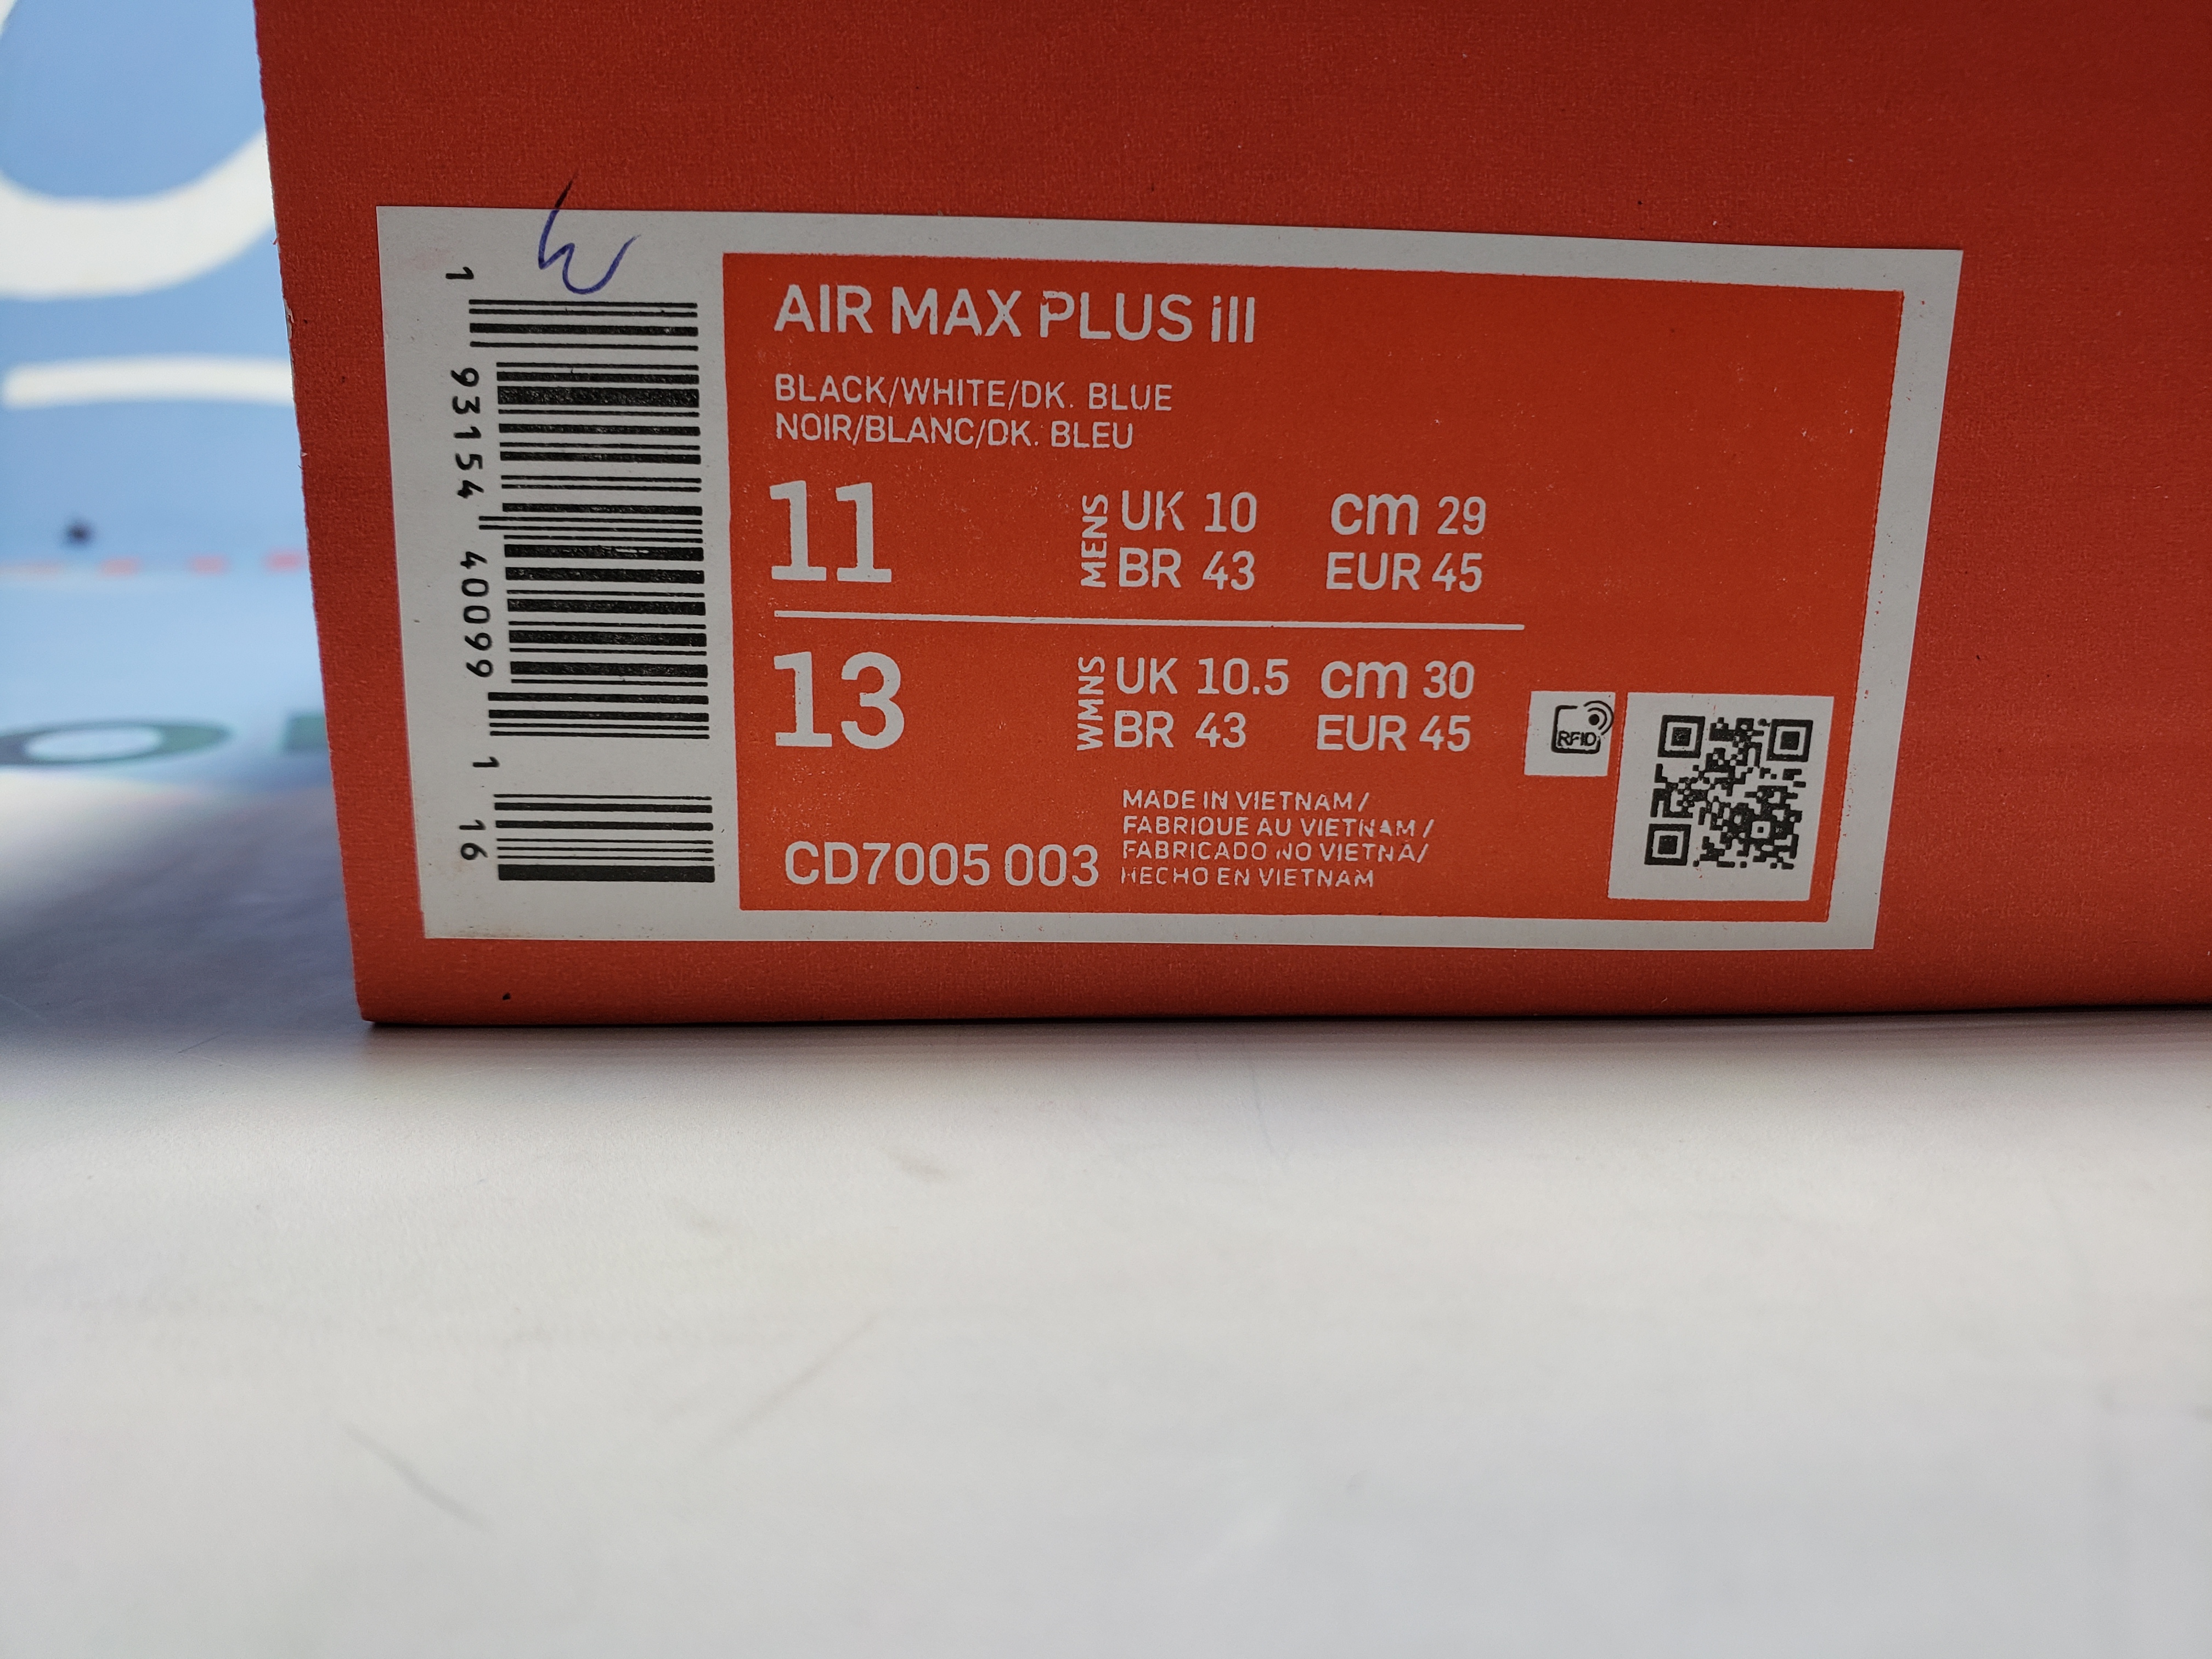 1 93154 40099 1 16
AIR MAX PLUS iII
BLACK/WHITE/DK. BLUE
NOIR/BLANC/DK. BLEU
11 MENS UK 10 cm 29
BR 43 EUR 45
13 WMNS UK 10.5 cm 30
BR 43 EUR 45
RFID
MADE IN VIETNAM /
FABRIQUE AU VIETNAM /
FABRICADO NO VIETNÃ/
HECHO EN VIETNAM
CD7005 003